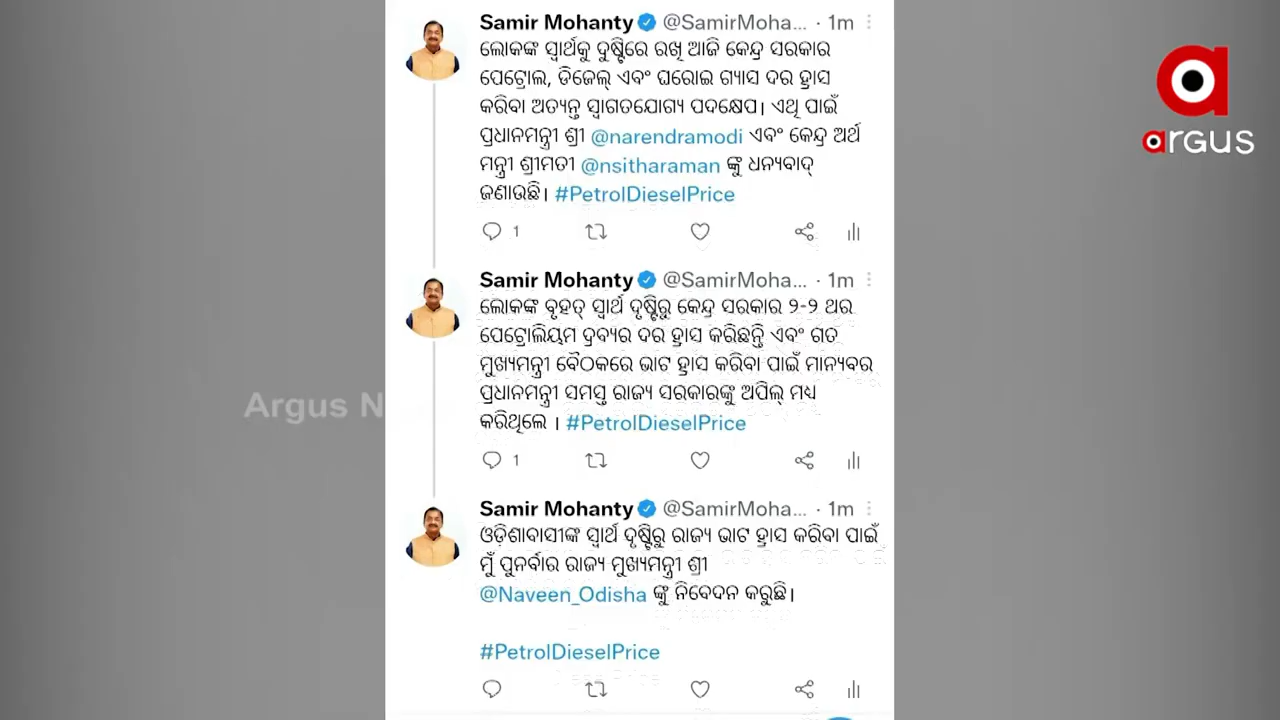 Samir Mohanty @SamirMoha... · 1m
ଲୋକଙ୍କ ସ୍ୱାର୍ଥକୁ ଦୃଷ୍ଟିରେ ରଖି ଆଜି କେନ୍ଦ୍ର ସରକାର
ପେଟ୍ରୋଲ, ଡିଜେଲ୍ ଏବଂ ଘରୋଇ ଗ୍ୟାସ ଦର ହ୍ରାସ
କରିବା ଅତ୍ୟନ୍ତ ସ୍ୱାଗତଯୋଗ୍ୟ ପଦକ୍ଷେପ। ଏଥି ପାଇଁ
ପ୍ରଧାନମନ୍ତ୍ରୀ ଶ୍ରୀ @narendramodi ଏବଂ କେନ୍ଦ୍ର ଅର୍ଥ
ମନ୍ତ୍ରୀ ଶ୍ରୀମତୀ @nsitharaman ଙ୍କୁ ଧନ୍ୟବାଦ୍
ଜଣାଉଛି। #PetrolDieselPrice
1
Samir Mohanty @SamirMoha... · 1m
ଲୋକଙ୍କ ବୃହତ୍ ସ୍ୱାର୍ଥ ଦୃଷ୍ଟିରୁ କେନ୍ଦ୍ର ସରକାର ୨-୨ ଥର
ପେଟ୍ରୋଲିୟମ ଦ୍ରବ୍ୟର ଦର ହ୍ରାସ କରିଛନ୍ତି ଏବଂ ଗତ
ମୁଖ୍ୟମନ୍ତ୍ରୀ ବୈଠକରେ ଭାଟ ହ୍ରାସ କରିବା ପାଇଁ ମାନ୍ୟବର
ପ୍ରଧାନମନ୍ତ୍ରୀ ସମସ୍ତ ରାଜ୍ୟ ସରକାରଙ୍କୁ ଅପିଲ୍ ମଧ୍ୟ
କରିଥିଲେ । #PetrolDieselPrice
1
Samir Mohanty @SamirMoha... · 1m
ଓଡ଼ିଶାବାସୀଙ୍କ ସ୍ୱାର୍ଥ ଦୃଷ୍ଟିରୁ ରାଜ୍ୟ ଭାଟ ହ୍ରାସ କରିବା ପାଇଁ
ମୁଁ ପୁନର୍ବାର ରାଜ୍ୟ ମୁଖ୍ୟମନ୍ତ୍ରୀ ଶ୍ରୀ
@Naveen_Odisha ଙ୍କୁ ନିବେଦନ କରୁଛି।
#PetrolDieselPrice
argus
Argus N